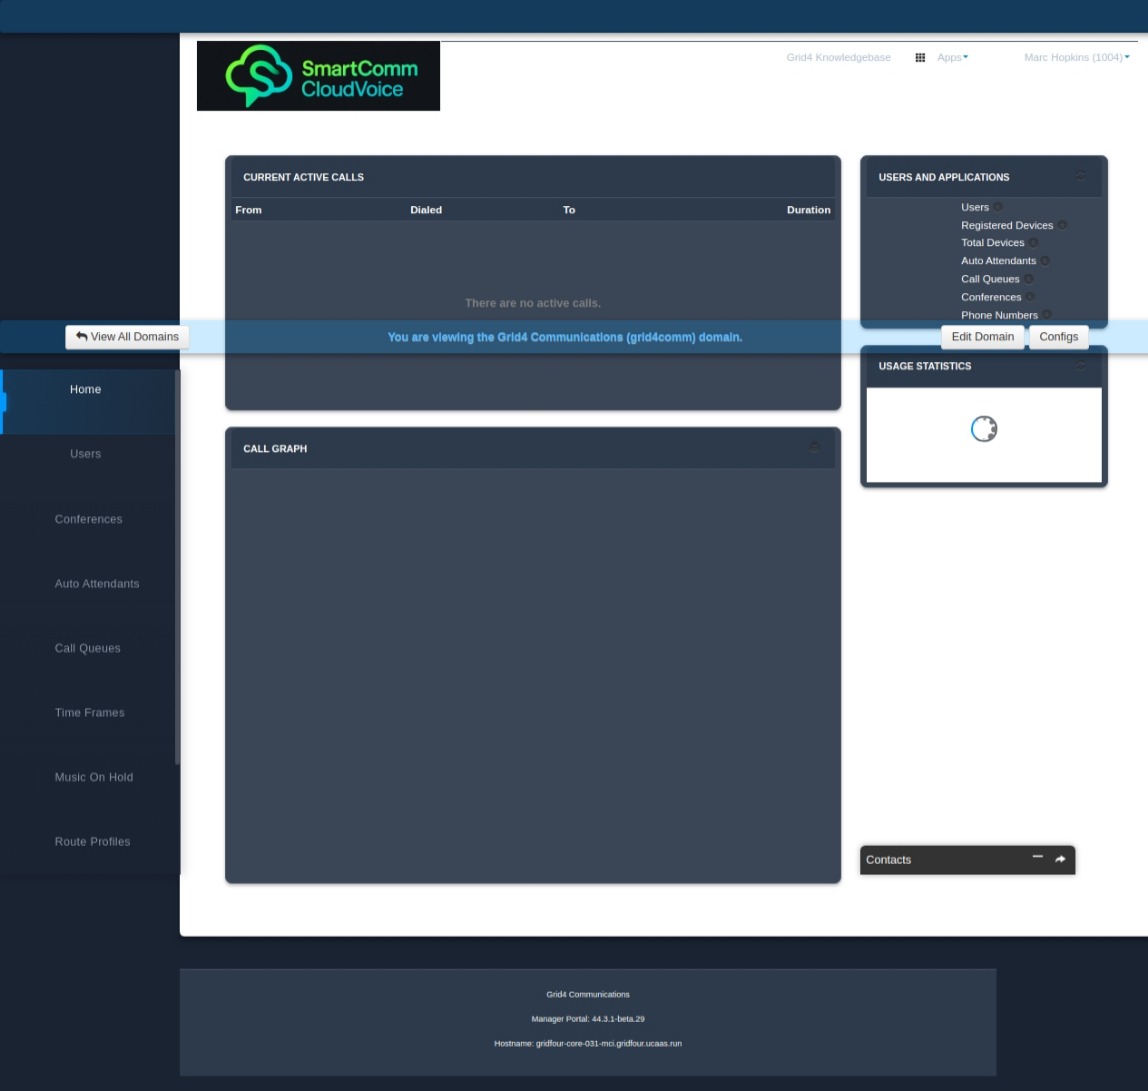 SmartComm
CloudVoice
Grid4 Knowledgebase Apps Marc Hopkins (1004)
CURRENT ACTIVE CALLS
From Dialed To Duration
There are no active calls.
USERS AND APPLICATIONS
Users
Registered Devices
Total Devices
Auto Attendants
Call Queues
Conferences
Phone Numbers
View All Domains You are viewing the Grid4 Communications (grid4comm) domain. Edit Domain Configs
USAGE STATISTICS
Home
Users
Conferences
Auto Attendants
Call Queues
Time Frames
Music On Hold
Route Profiles
CALL GRAPH
Contacts
Grid4 Communications
Manager Portal: 44.3.1-beta.29
Hostname: gridfour-core-031-mci.gridfour.ucaas.run